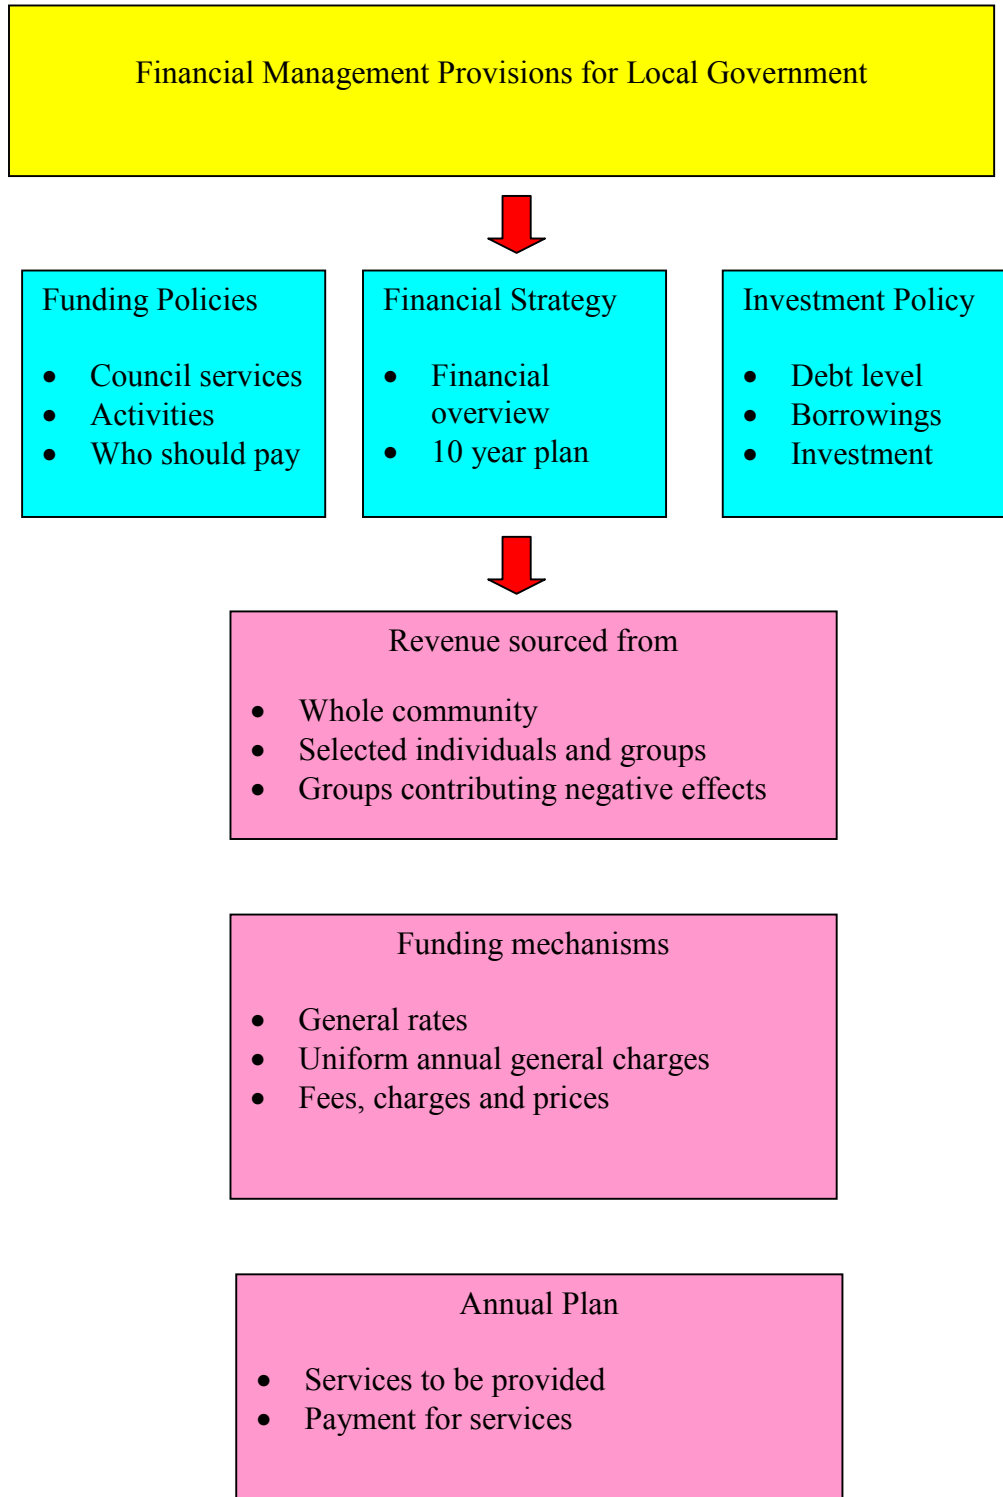 Financial Management Provisions for Local Government
Funding Policies
• Council services
• Activities
• Who should pay
Financial Strategy
• Financial
overview
• 10 year plan
Investment Policy
• Debt level
• Borrowings
• Investment
Revenue sourced from
• Whole community
• Selected individuals and groups
• Groups contributing negative effects
Funding mechanisms
• General rates
• Uniform annual general charges
• Fees, charges and prices
Annual Plan
• Services to be provided
• Payment for services